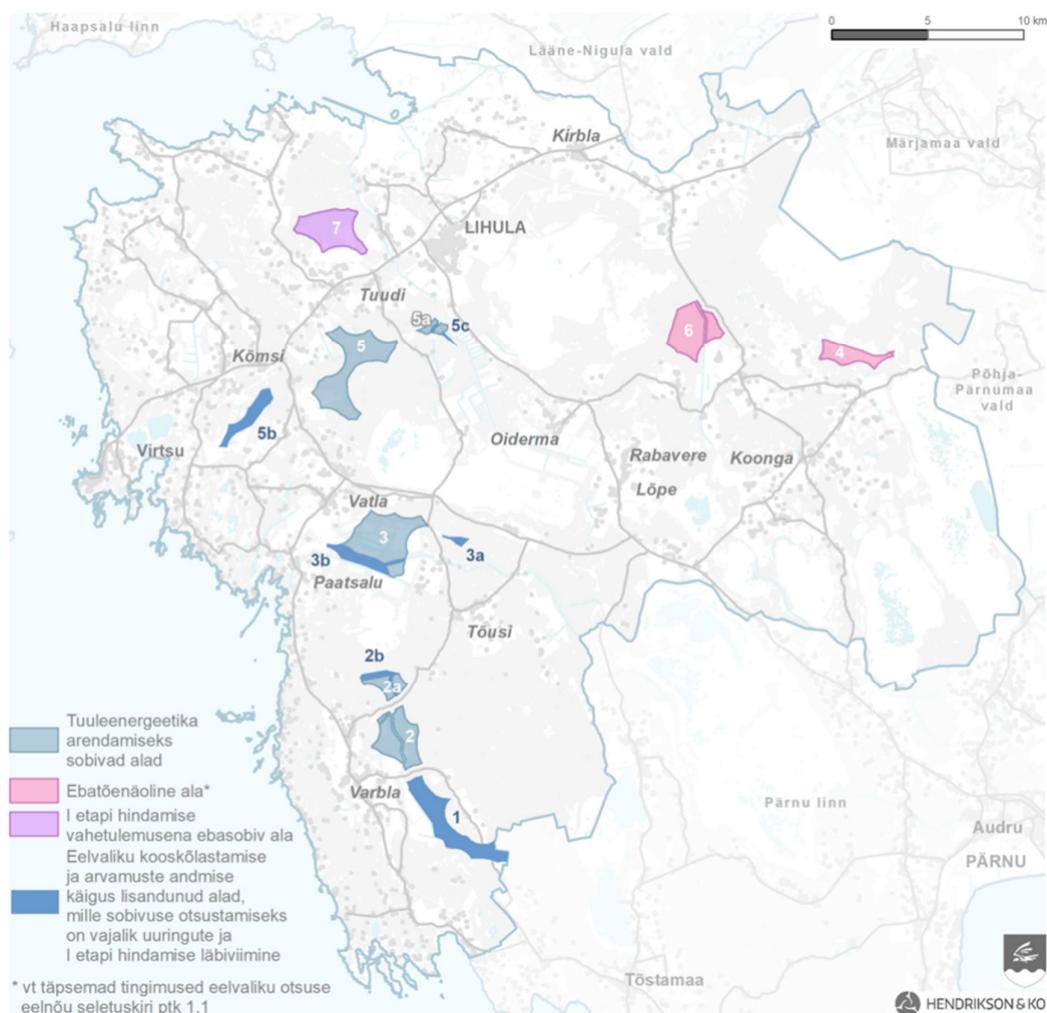 Haapsalu linn
0 5 10 km
Lääne-Nigula vald
Kirbla
Märjamaa vald
7
LIHULA
Tuudi
5a
5c
6
5
4
Kõmsi
Põhja-
Pärnumaa
vald
5b
Oiderma
Virtsu
Rabavere
Koonga
Lõpe
Vatla
3
3b
3a
Paatsalu
Tõusi
2b
2a
2
Varbla
1
Pärnu linn
Audru
PÄRNU
Tõstamaa
Tuuleenergeetika
arendamiseks
sobivad alad
Ebatõenäoline ala*
I etapi hindamise
vahetulemusena ebasobiv ala
Eelvaliku kooskõlastamise
ja arvamuste andmise
käigus lisandunud alad,
mille sobivuse otsustamiseks
on vajalik uuringute ja
I etapi hindamise läbiviimine
* vt täpsemad tingimused eelvaliku otsuse
eelnõu seletuskiri ptk 1.1
HENDRIKSON & KO